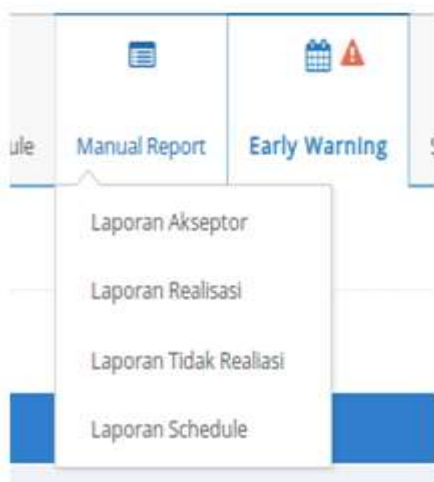 ule Manual Report Early Warning
Laporan Akseptor
Laporan Realisasi
Laporan Tidak Realiasi
Laporan Schedule